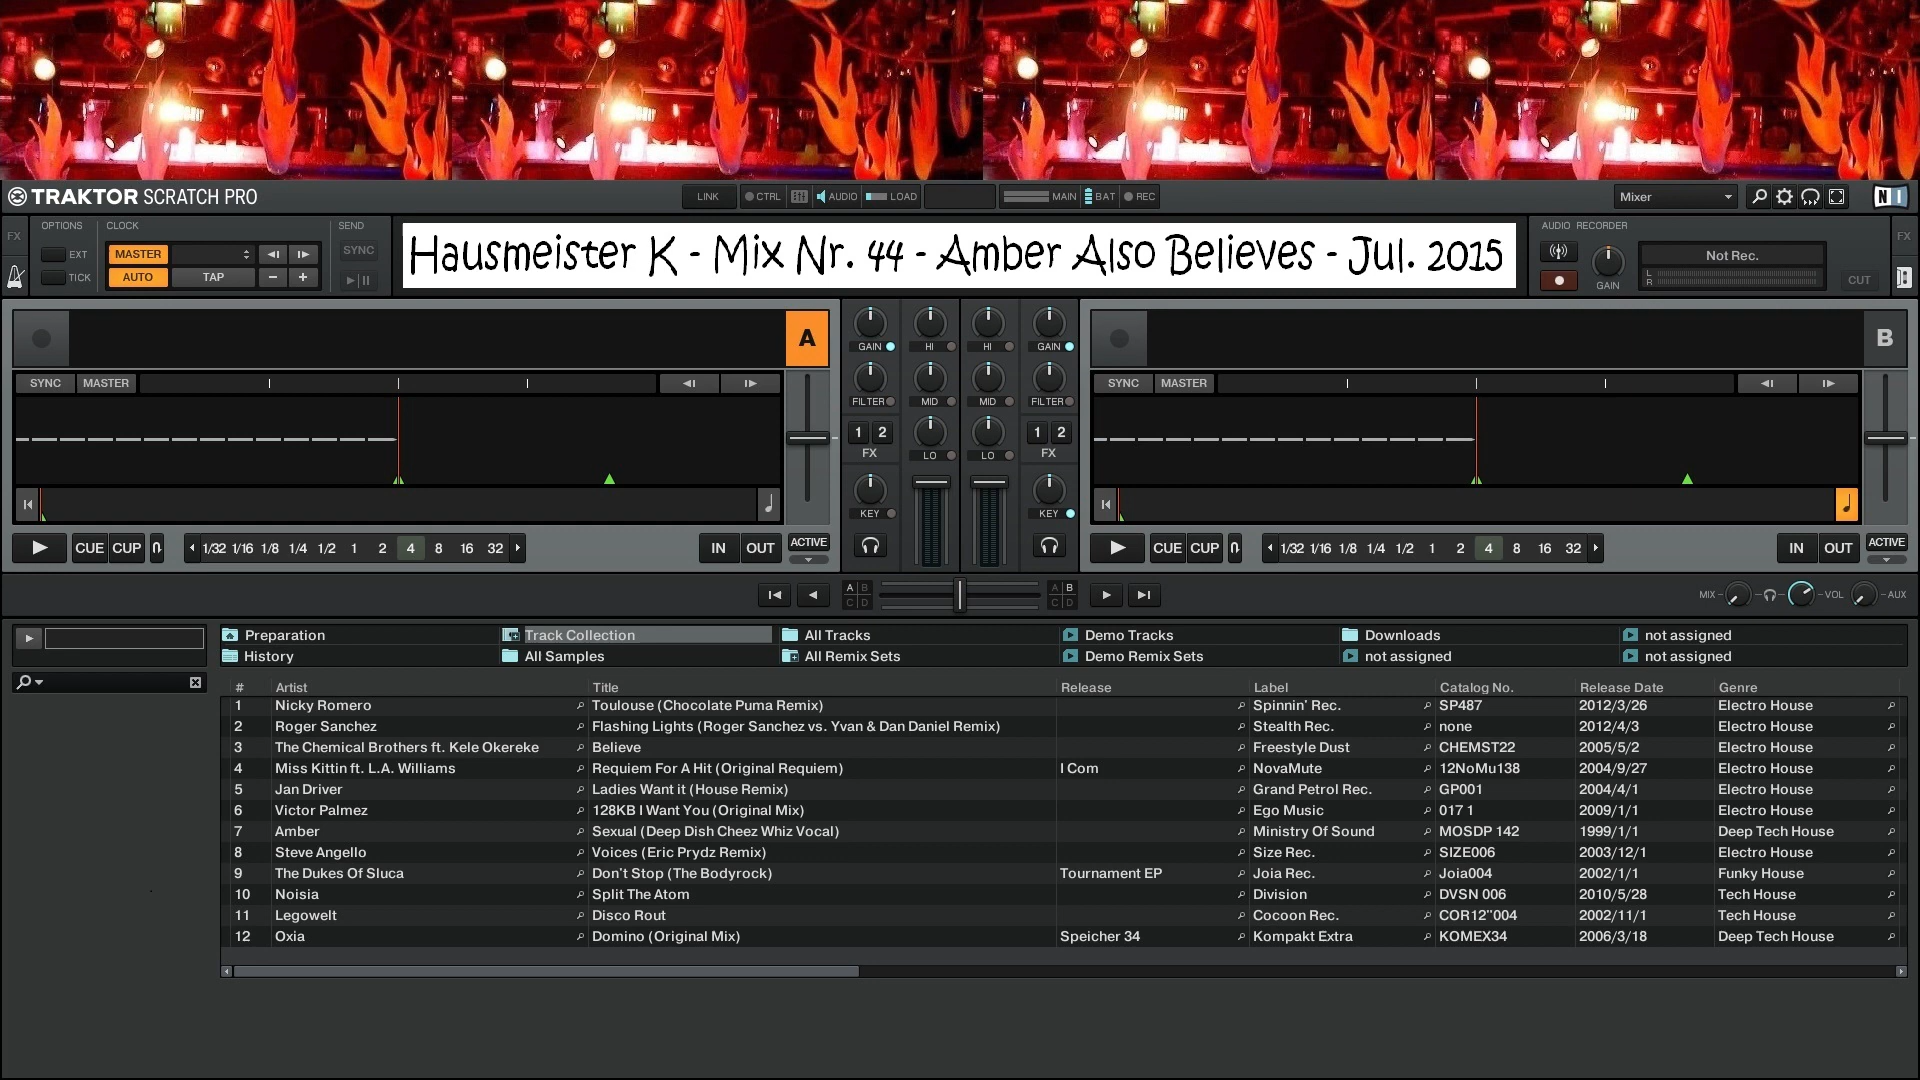 TRAKTOR SCRATCH PRO LINK CTRL AUDIO LOAD MAIN BAT REC Mixer N I
FX OPTIONS CLOCK SEND AUDIO RECORDER FX
EXT MASTER SYNC Not Rec.
TICK AUTO TAP − + L R GAIN CUT
Hausmeister K - Mix Nr. 44 - Amber Also Believes - Jul. 2015
A GAIN HI HI GAIN B
SYNC MASTER FILTER MID MID FILTER SYNC MASTER
1 2 LO LO 1 2
FX FX
KEY KEY
CUE CUP 1/32 1/16 1/8 1/4 1/2 1 2 4 8 16 32 IN OUT ACTIVE CUE CUP 1/32 1/16 1/8 1/4 1/2 1 2 4 8 16 32 IN OUT ACTIVE
A B C D A B C D MIX VOL AUX
Preparation Track Collection All Tracks Demo Tracks Downloads not assigned
History All Samples All Remix Sets Demo Remix Sets not assigned not assigned
# Artist Title Release Label Catalog No. Release Date Genre
1 Nicky Romero Toulouse (Chocolate Puma Remix) Spinnin' Rec. SP487 2012/3/26 Electro House
2 Roger Sanchez Flashing Lights (Roger Sanchez vs. Yvan & Dan Daniel Remix) Stealth Rec. none 2012/4/3 Electro House
3 The Chemical Brothers ft. Kele Okereke Believe Freestyle Dust CHEMST22 2005/5/2 Electro House
4 Miss Kittin ft. L.A. Williams Requiem For A Hit (Original Requiem) I Com NovaMute 12NoMu138 2004/9/27 Electro House
5 Jan Driver Ladies Want it (House Remix) Grand Petrol Rec. GP001 2004/4/1 Electro House
6 Victor Palmez 128KB I Want You (Original Mix) Ego Music 017 1 2009/1/1 Electro House
7 Amber Sexual (Deep Dish Cheez Whiz Vocal) Ministry Of Sound MOSDP 142 1999/1/1 Deep Tech House
8 Steve Angello Voices (Eric Prydz Remix) Size Rec. SIZE006 2003/12/1 Electro House
9 The Dukes Of Sluca Don't Stop (The Bodyrock) Tournament EP Joia Rec. Joia004 2002/1/1 Funky House
10 Noisia Split The Atom Division DVSN 006 2010/5/28 Tech House
11 Legowelt Disco Rout Cocoon Rec. COR12"004 2002/11/1 Tech House
12 Oxia Domino (Original Mix) Speicher 34 Kompakt Extra KOMEX34 2006/3/18 Deep Tech House